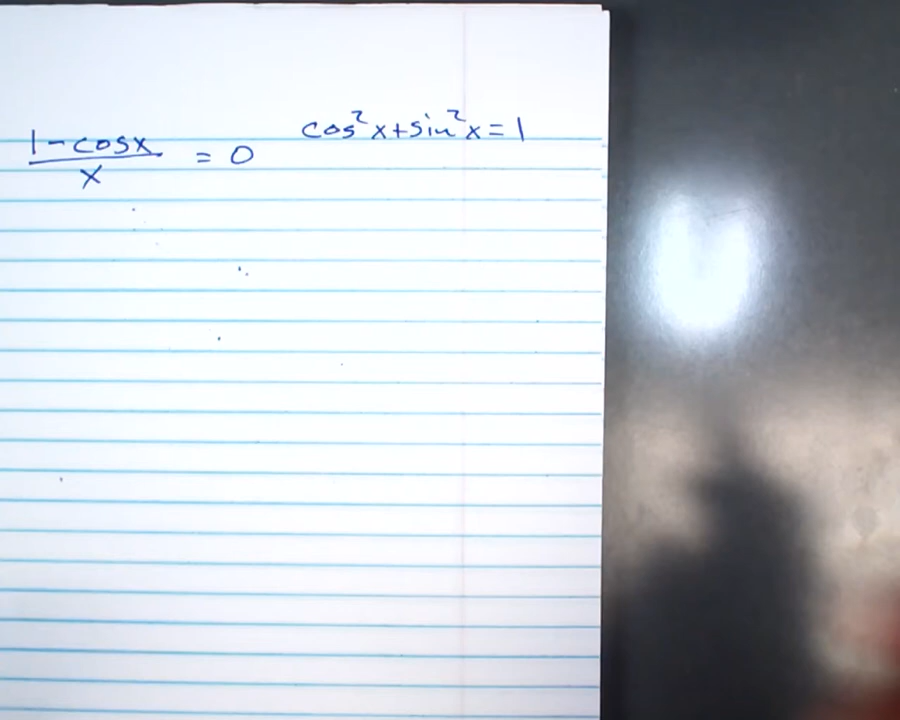 (1-cosx)/x = 0
cos²x+sin²x=1